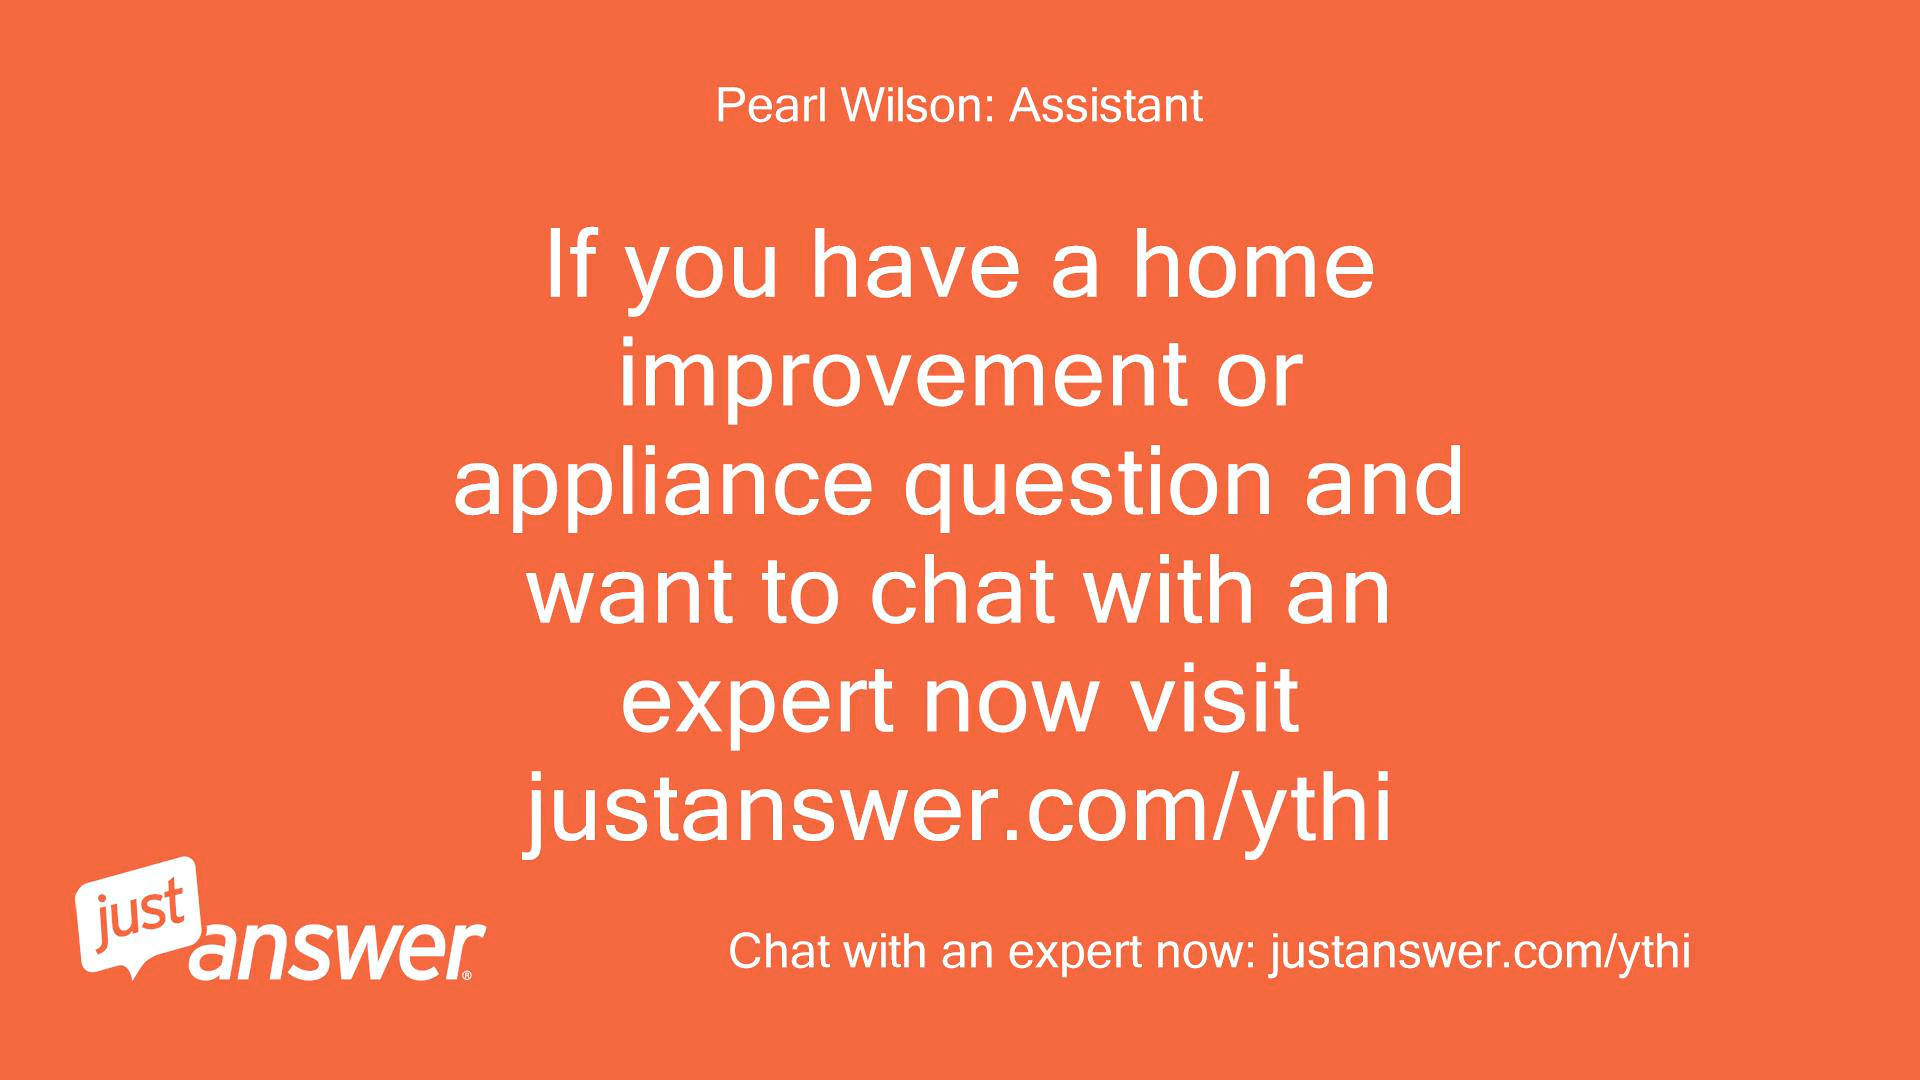 Pearl Wilson: Assistant
If you have a home
improvement or
appliance question and
want to chat with an
expert now visit
justanswer.com/ythi
just
answer®
Chat with an expert now: justanswer.com/ythi